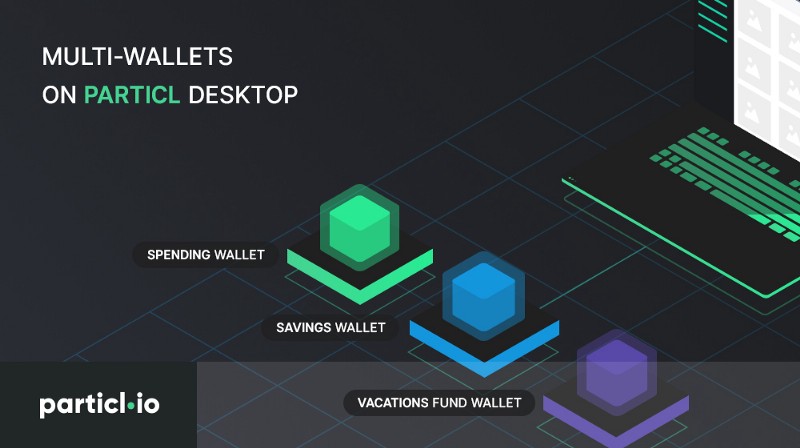 MULTI-WALLETS
ON PARTICL DESKTOP
SPENDING WALLET
SAVINGS WALLET
VACATIONS FUND WALLET
particl.io